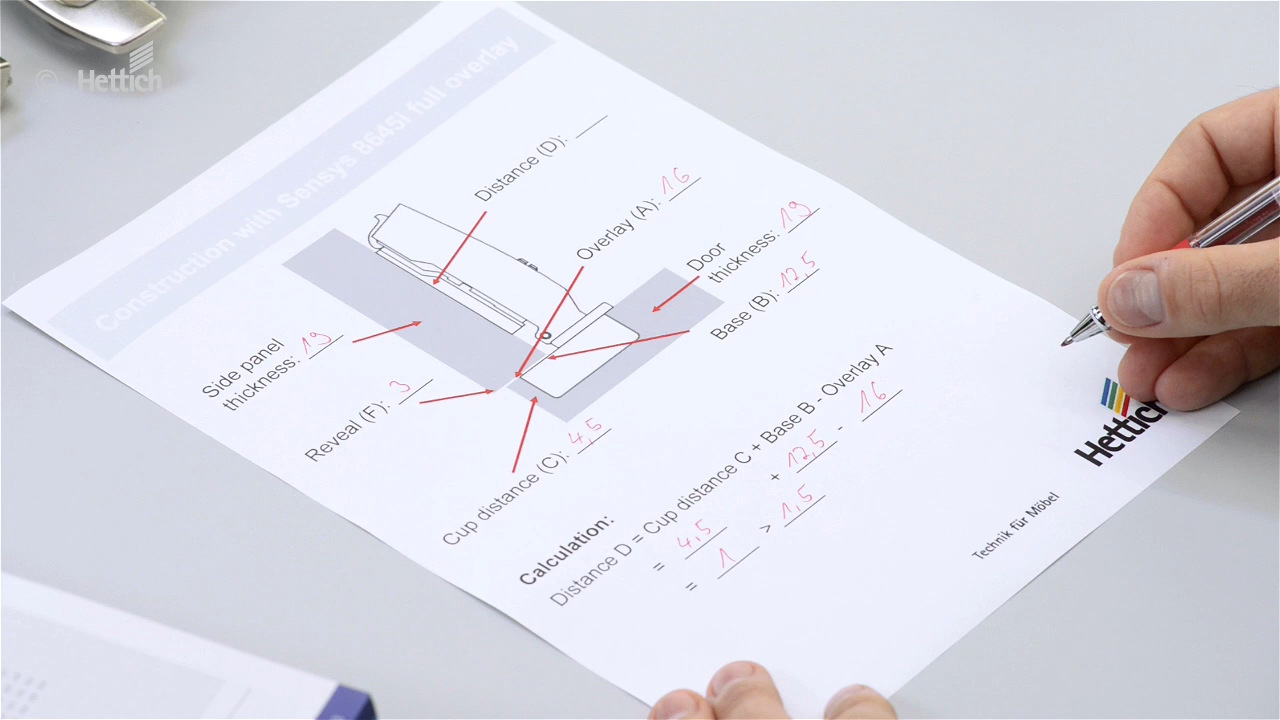 © Hettich
Construction with Sensys 8645i full overlay
Distance (D): ___
Overlay (A): 16
Door
thickness: 19
Base (B): 12,5
Side panel
thickness: 19
Reveal (F): 3
Cup distance (C): 4,5
Calculation:
Distance D = Cup distance C + Base B - Overlay A
= 4,5 + 12,5 - 16
= 1 > 1,5
Hettich
Technik für Möbel